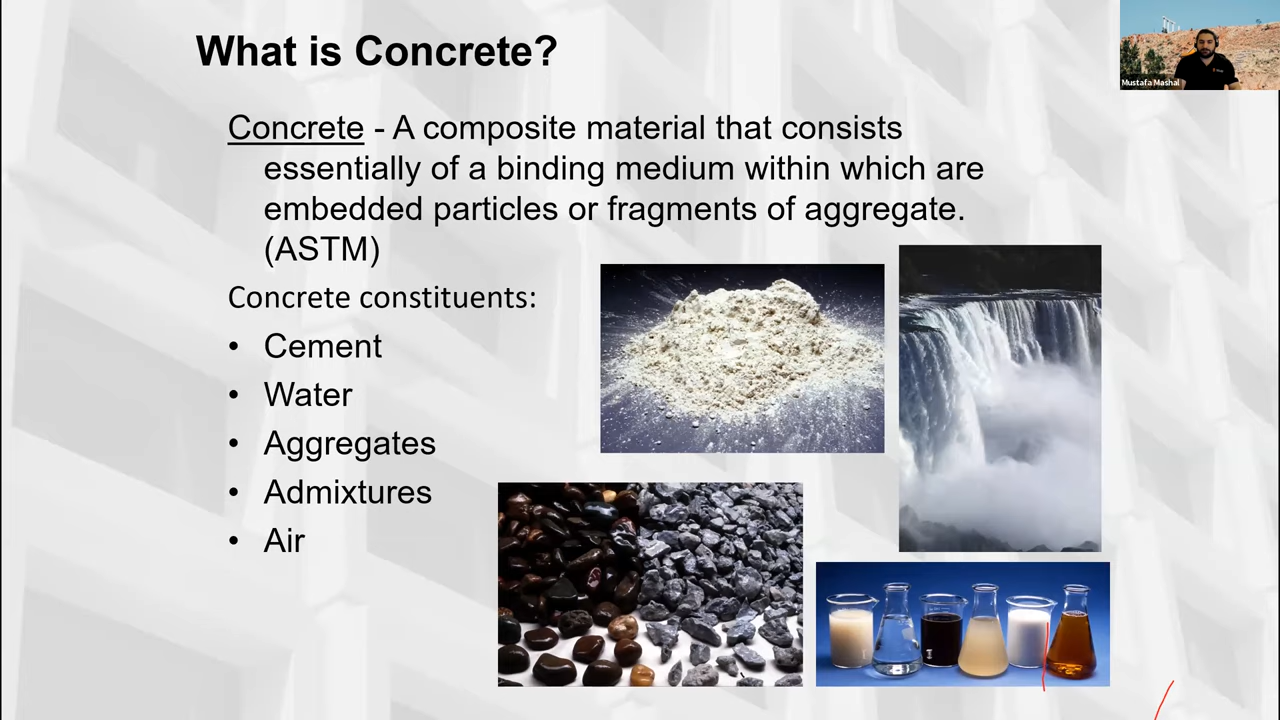 What is Concrete?
Mustafa Mashal
Concrete - A composite material that consists
essentially of a binding medium within which are
embedded particles or fragments of aggregate.
(ASTM)
Concrete constituents:
• Cement
• Water
• Aggregates
• Admixtures
• Air